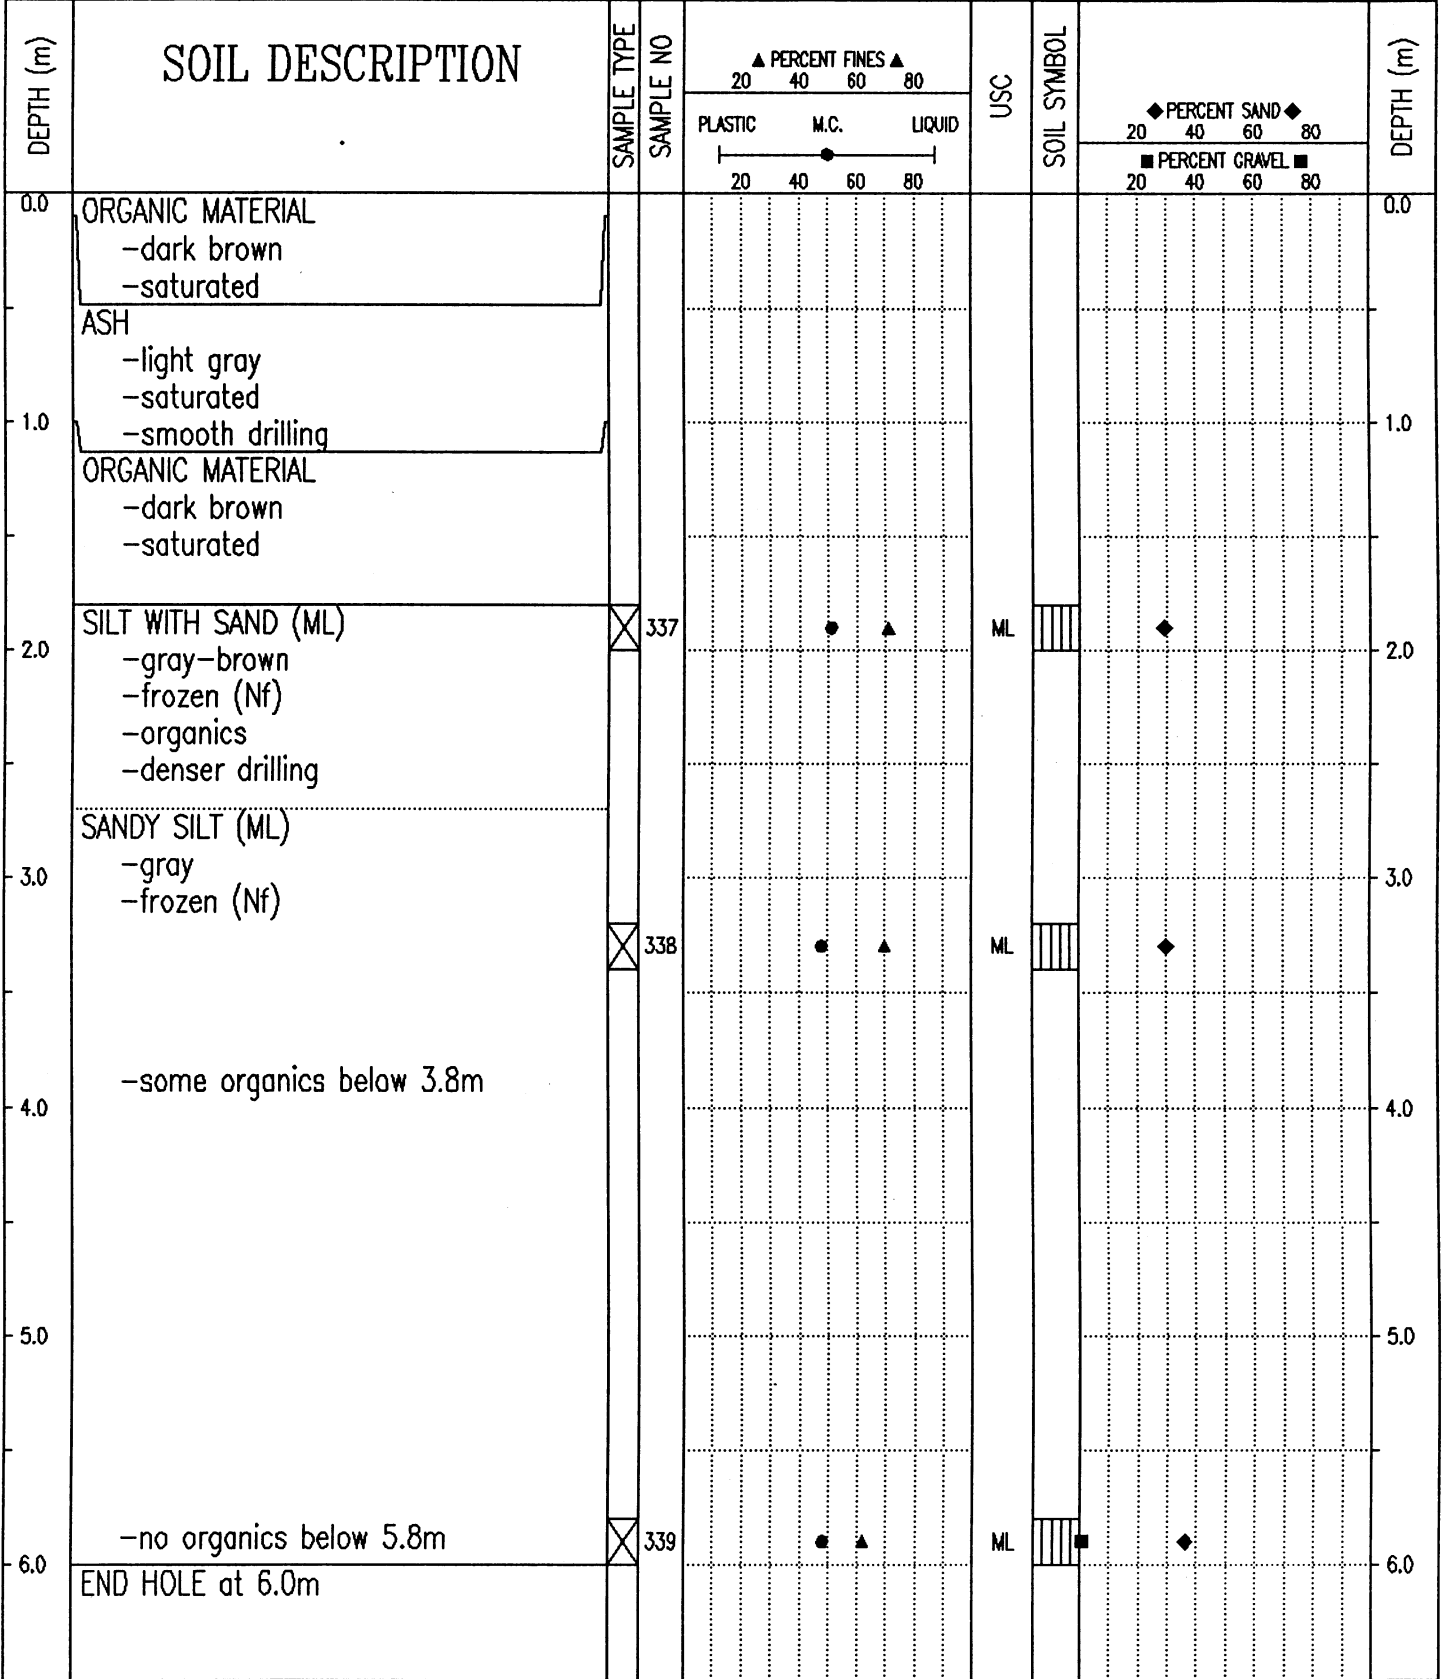 DEPTH (m)
SOIL DESCRIPTION
SAMPLE TYPE
SAMPLE NO
▲ PERCENT FINES ▲
20 40 60 80
PLASTIC M.C. LIQUID
20 40 60 80
USC
SOIL SYMBOL
◆ PERCENT SAND ◆
20 40 60 80
■ PERCENT GRAVEL ■
20 40 60 80
DEPTH (m)
0.0 ORGANIC MATERIAL 0.0
-dark brown
-saturated
ASH
-light gray
-saturated
1.0 -smooth drilling 1.0
ORGANIC MATERIAL
-dark brown
-saturated
SILT WITH SAND (ML) 337 ML
2.0 -gray-brown 2.0
-frozen (Nf)
-organics
-denser drilling
SANDY SILT (ML)
3.0 -gray 3.0
-frozen (Nf)
338 ML
-some organics below 3.8m
4.0 4.0
5.0 5.0
-no organics below 5.8m 339 ML
6.0 6.0
END HOLE at 6.0m